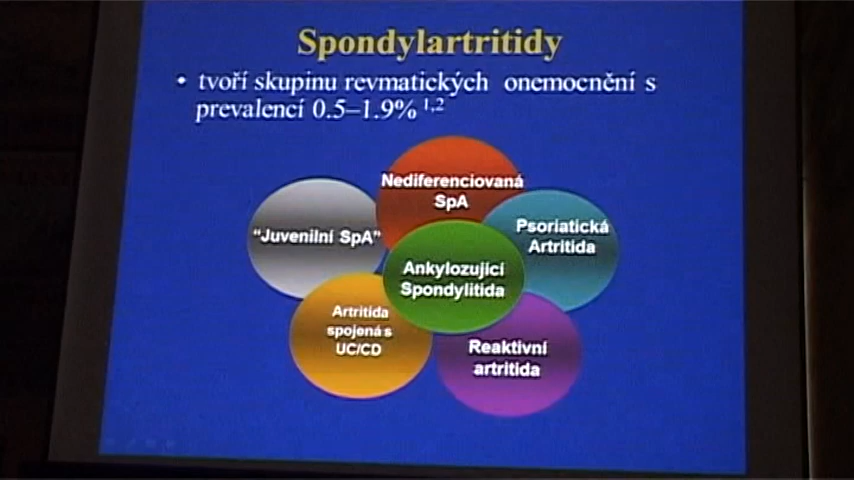 Spondylartritidy
• tvoří skupinu revmatických onemocnění s
prevalencí 0.5–1.9% 1,2
Nediferenciovaná
SpA
"Juvenilní SpA"
Psoriatická
Artritida
Ankylozující
Spondylitida
Artritida
spojená s
UC/CD
Reaktivní
artritida